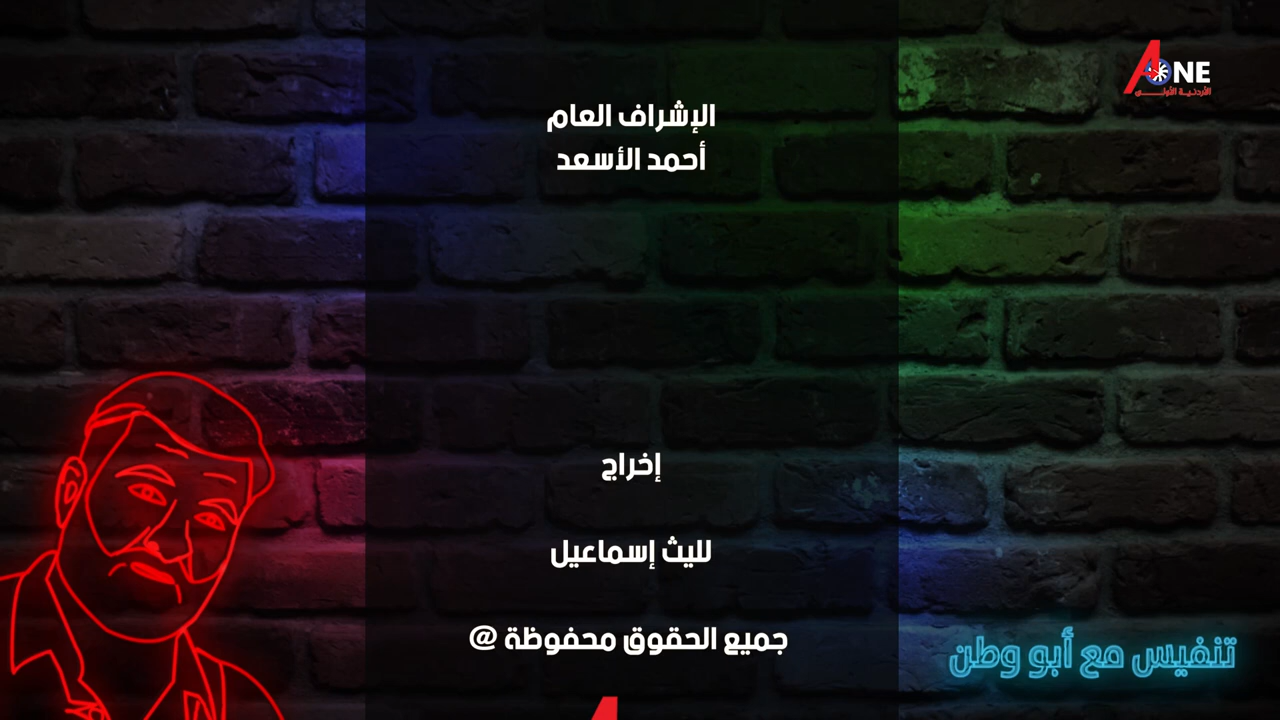 A ONE
الأردنية الأولى
الإشراف العام
أحمد الأسعد
إخراج
لليث إسماعيل
جميع الحقوق محفوظة @
تنفيس مع أبو وطن